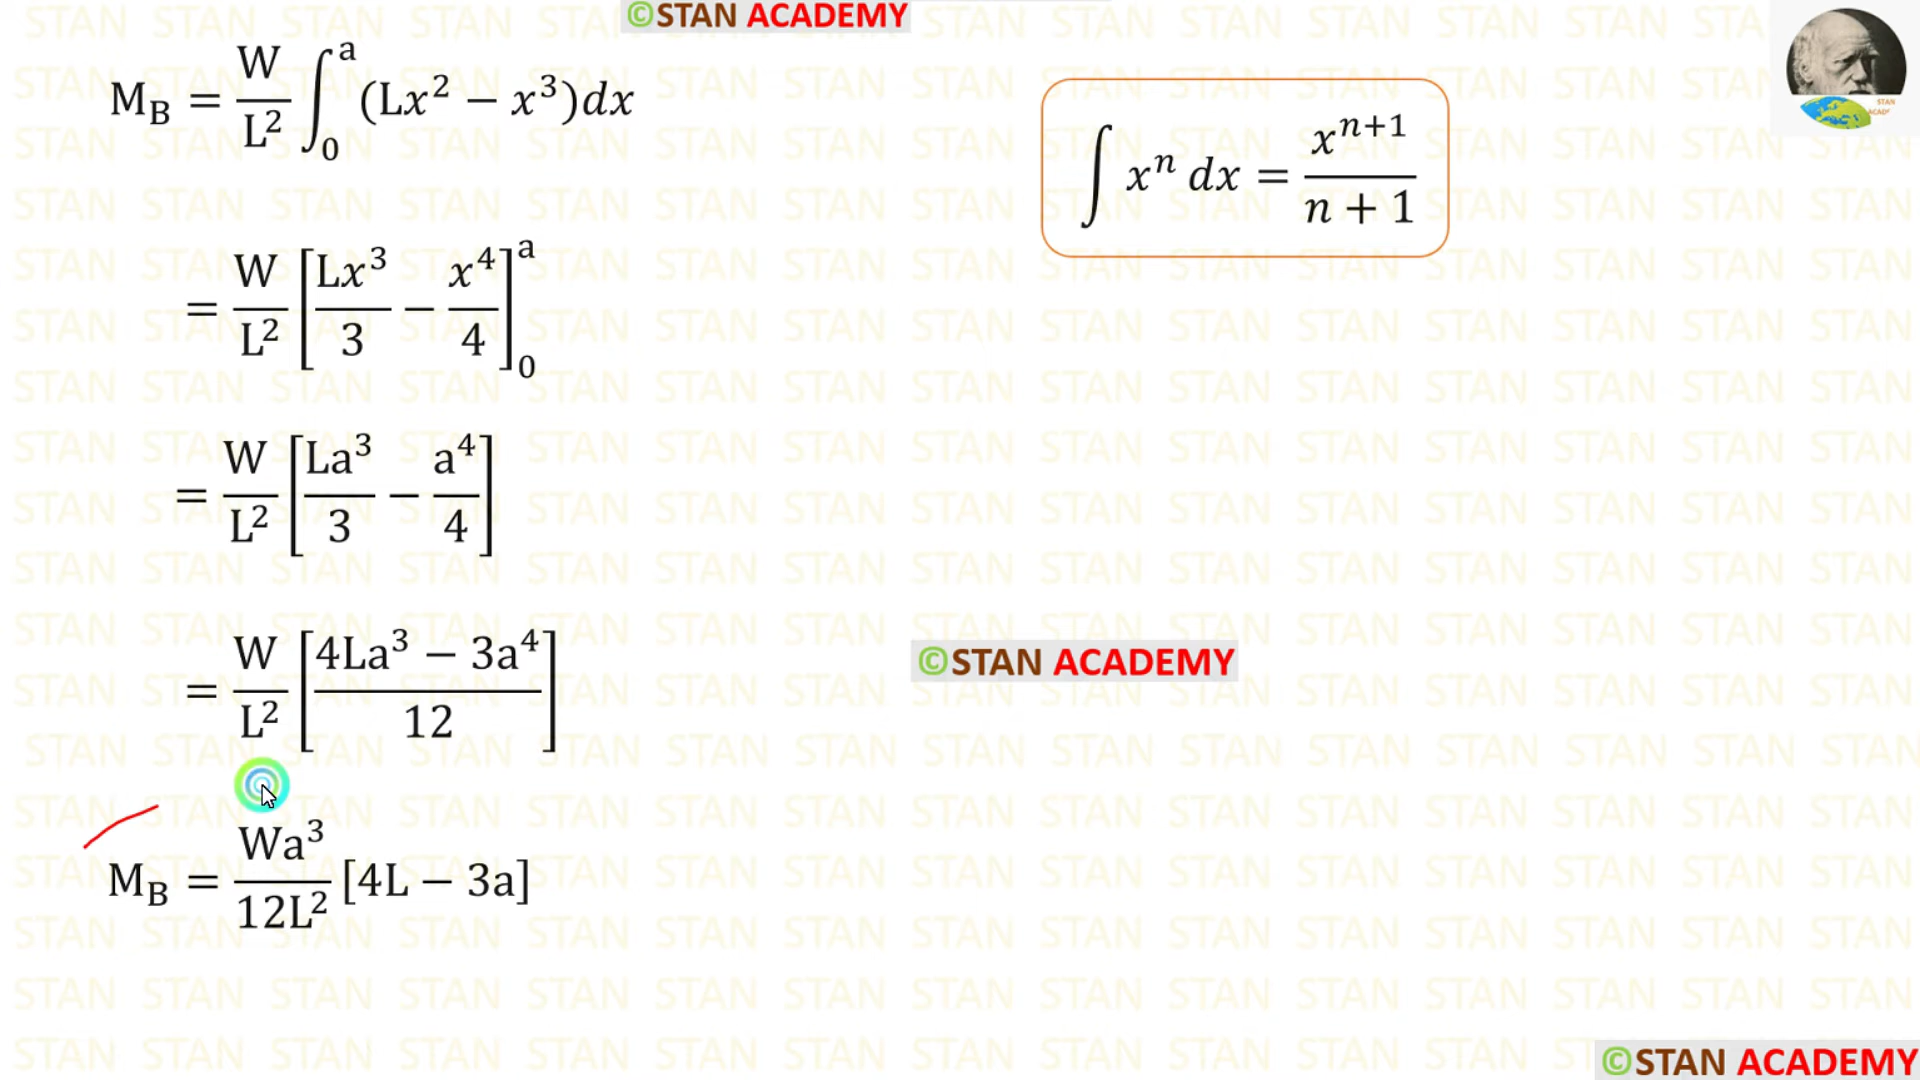 ©STAN ACADEMY
M_B = W/L² ∫₀ᵃ (Lx² − x³)dx
∫ xⁿ dx = xⁿ⁺¹/(n + 1)
= W/L² [Lx³/3 − x⁴/4]₀ᵃ
= W/L² [La³/3 − a⁴/4]
= W/L² [(4La³ − 3a⁴)/12]
©STAN ACADEMY
M_B = Wa³/12L² [4L − 3a]
©STAN ACADEMY